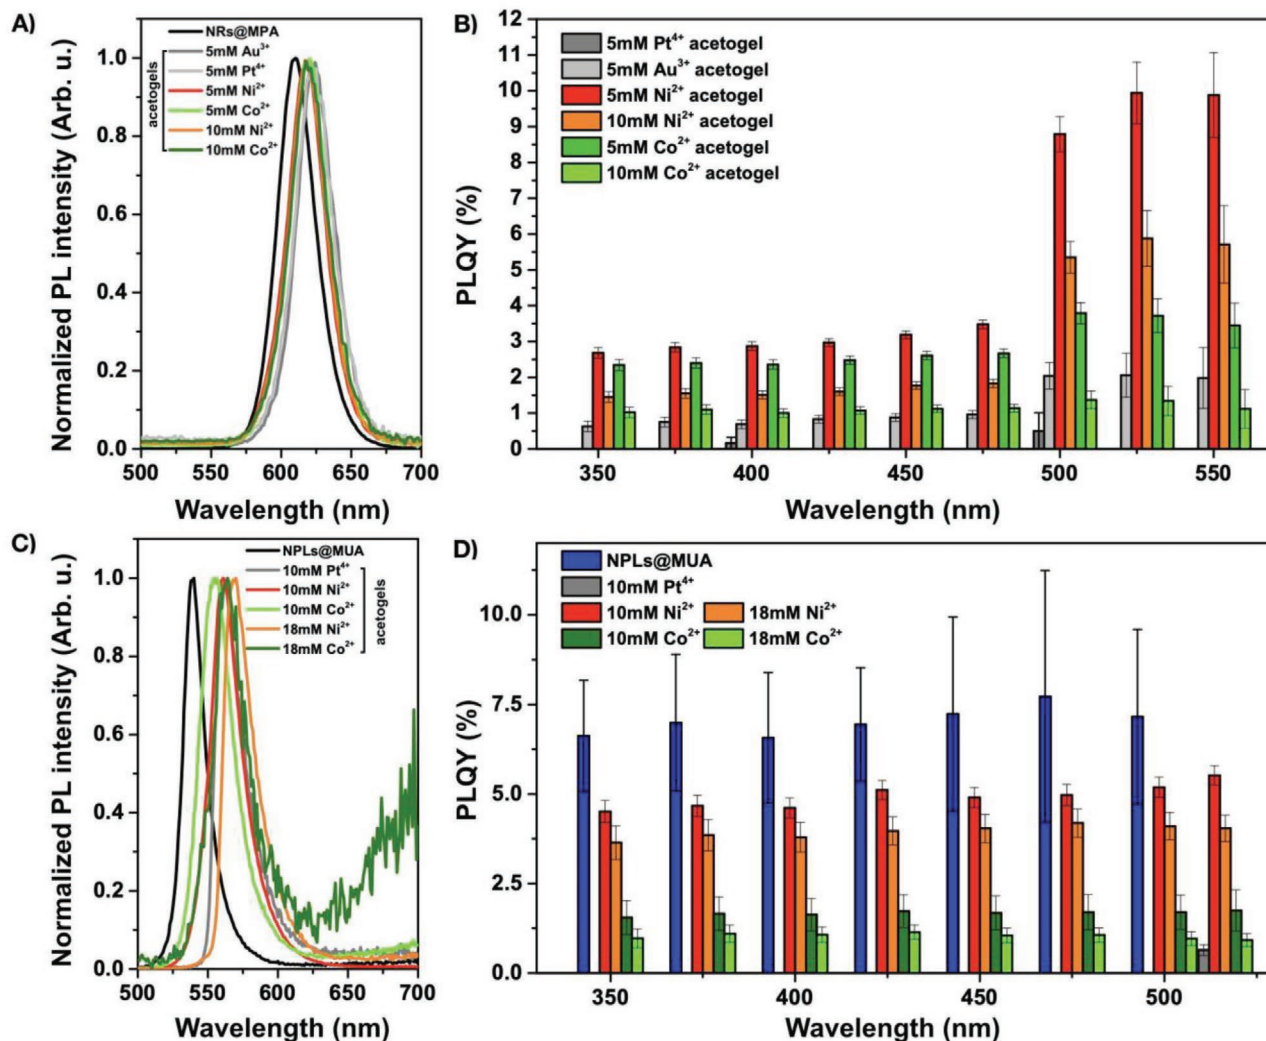 A)
NRs@MPA
5mM Au³⁺
5mM Pt⁴⁺
5mM Ni²⁺
5mM Co²⁺
10mM Ni²⁺
10mM Co²⁺
acetogels
Normalized PL intensity (Arb. u.)
1.0
0.8
0.6
0.4
0.2
0.0
500 550 600 650 700
Wavelength (nm)
B)
5mM Pt⁴⁺ acetogel
5mM Au³⁺ acetogel
5mM Ni²⁺ acetogel
10mM Ni²⁺ acetogel
5mM Co²⁺ acetogel
10mM Co²⁺ acetogel
PLQY (%)
12
11
10
9
8
7
6
5
4
3
2
1
0
350 400 450 500 550
Wavelength (nm)
C)
NPLs@MUA
10mM Pt⁴⁺
10mM Ni²⁺
10mM Co²⁺
18mM Ni²⁺
18mM Co²⁺
acetogels
Normalized PL intensity (Arb. u.)
1.0
0.8
0.6
0.4
0.2
0.0
500 550 600 650 700
Wavelength (nm)
D)
NPLs@MUA
10mM Pt⁴⁺
10mM Ni²⁺ 18mM Ni²⁺
10mM Co²⁺ 18mM Co²⁺
PLQY (%)
10.0
7.5
5.0
2.5
0.0
350 400 450 500
Wavelength (nm)